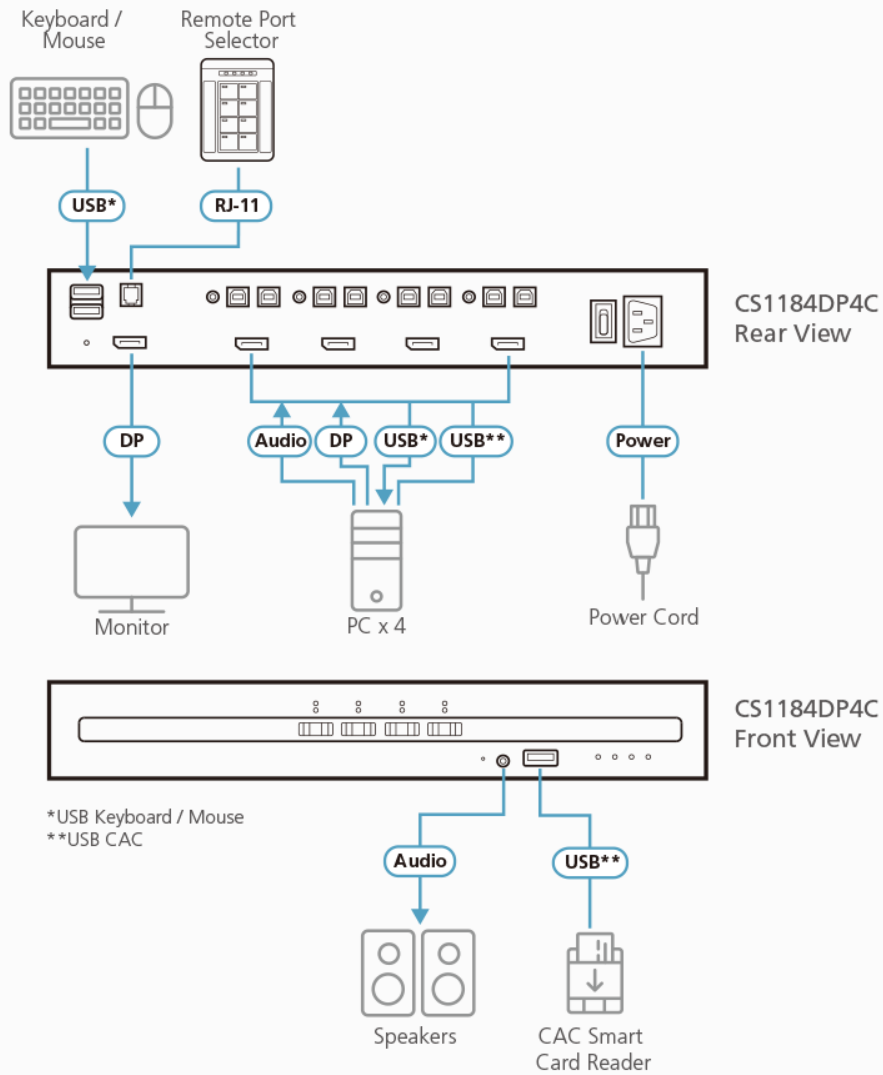 Keyboard /
Mouse
Remote Port
Selector
USB*
RJ-11
CS1184DP4C
Rear View
DP
Audio
DP
USB*
USB**
Power
Monitor
PC x 4
Power Cord
CS1184DP4C
Front View
*USB Keyboard / Mouse
**USB CAC
Audio
USB**
Speakers
CAC Smart
Card Reader